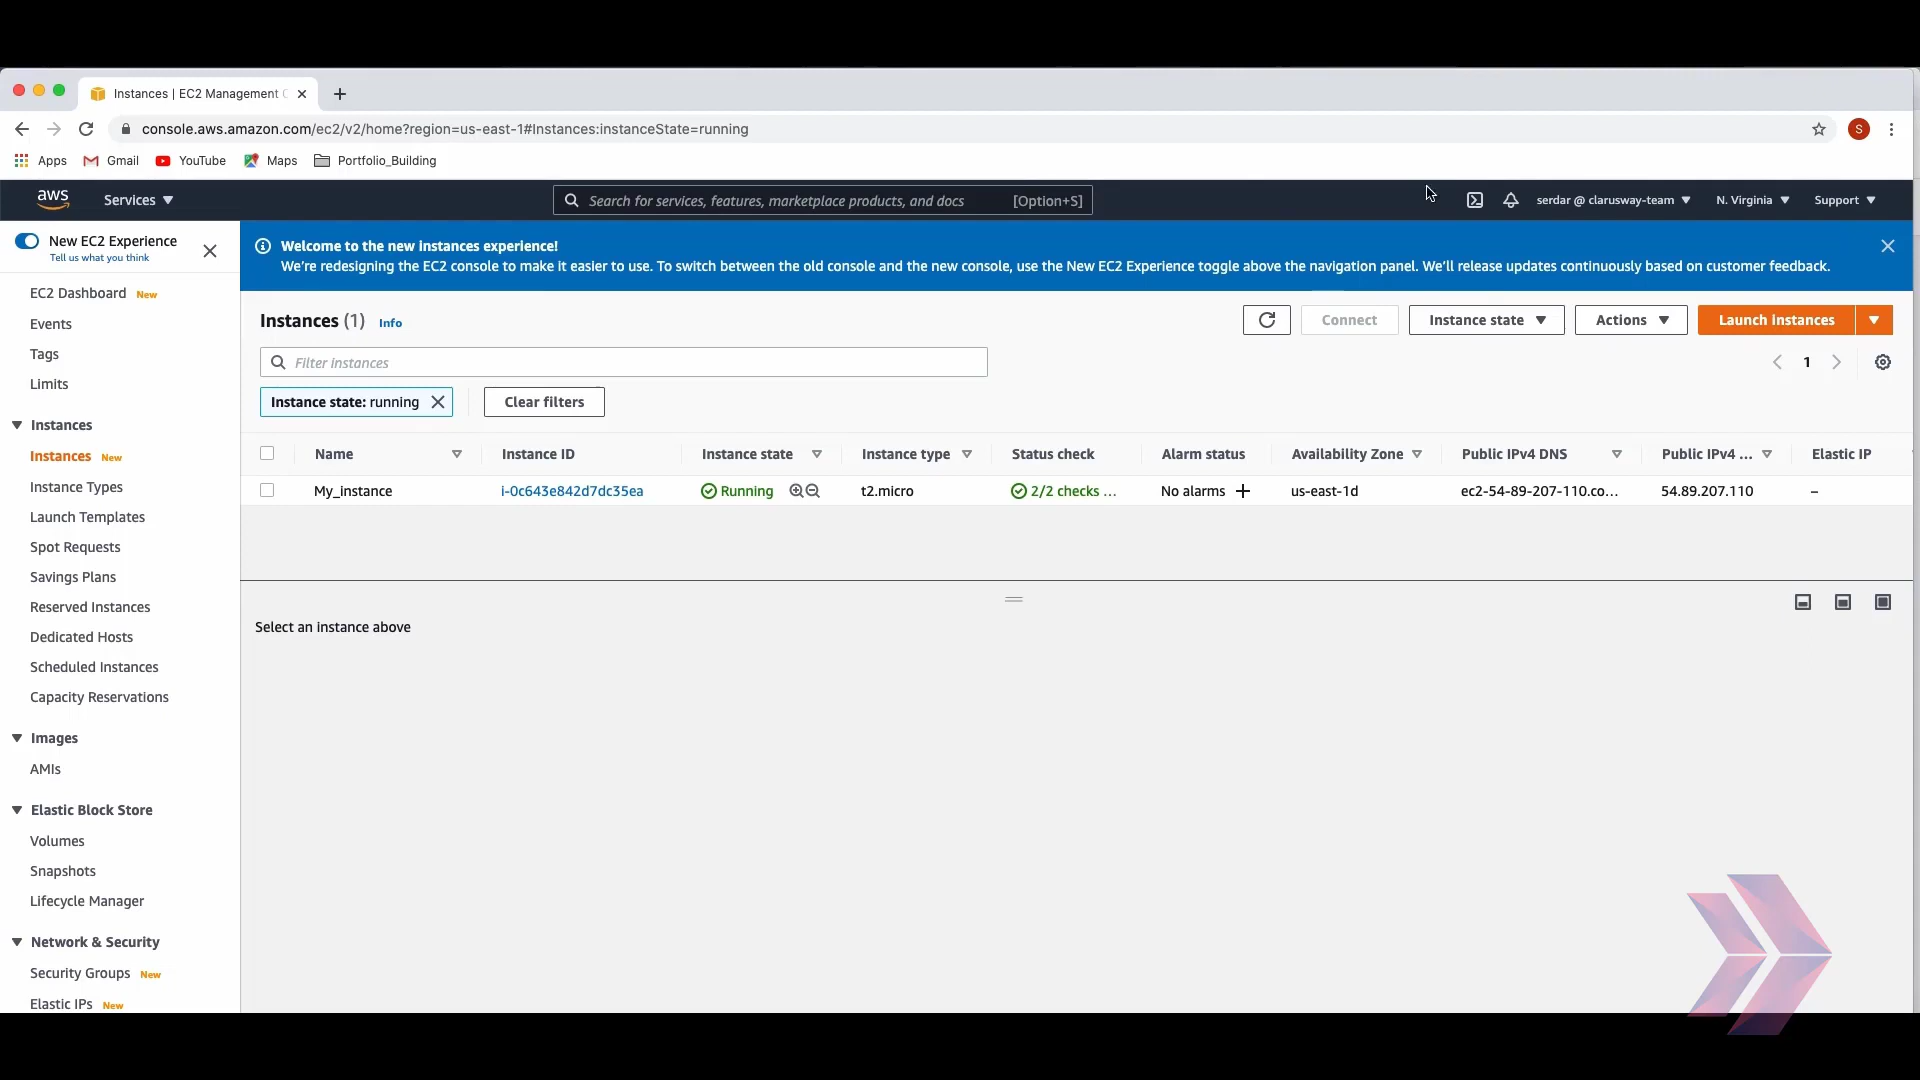 Instances | EC2 Management C
console.aws.amazon.com/ec2/v2/home?region=us-east-1#Instances:instanceState=running
S
Apps Gmail YouTube Maps Portfolio_Building
aws Services Search for services, features, marketplace products, and docs [Option+S] serdar @ clarusway-team N. Virginia Support
New EC2 Experience
Tell us what you think
Welcome to the new instances experience!
We're redesigning the EC2 console to make it easier to use. To switch between the old console and the new console, use the New EC2 Experience toggle above the navigation panel. We'll release updates continuously based on customer feedback.
EC2 Dashboard New
Events
Tags
Limits
Instances
Instances New
Instance Types
Launch Templates
Spot Requests
Savings Plans
Reserved Instances
Dedicated Hosts
Scheduled Instances
Capacity Reservations
Images
AMIs
Elastic Block Store
Volumes
Snapshots
Lifecycle Manager
Network & Security
Security Groups New
Elastic IPs New
Instances (1) Info
Connect Instance state Actions Launch instances
Filter instances
1
Instance state: running Clear filters
Name Instance ID Instance state Instance type Status check Alarm status Availability Zone Public IPv4 DNS Public IPv4 ... Elastic IP
My_instance i-0c643e842d7dc35ea Running t2.micro 2/2 checks ... No alarms + us-east-1d ec2-54-89-207-110.co... 54.89.207.110 –
Select an instance above